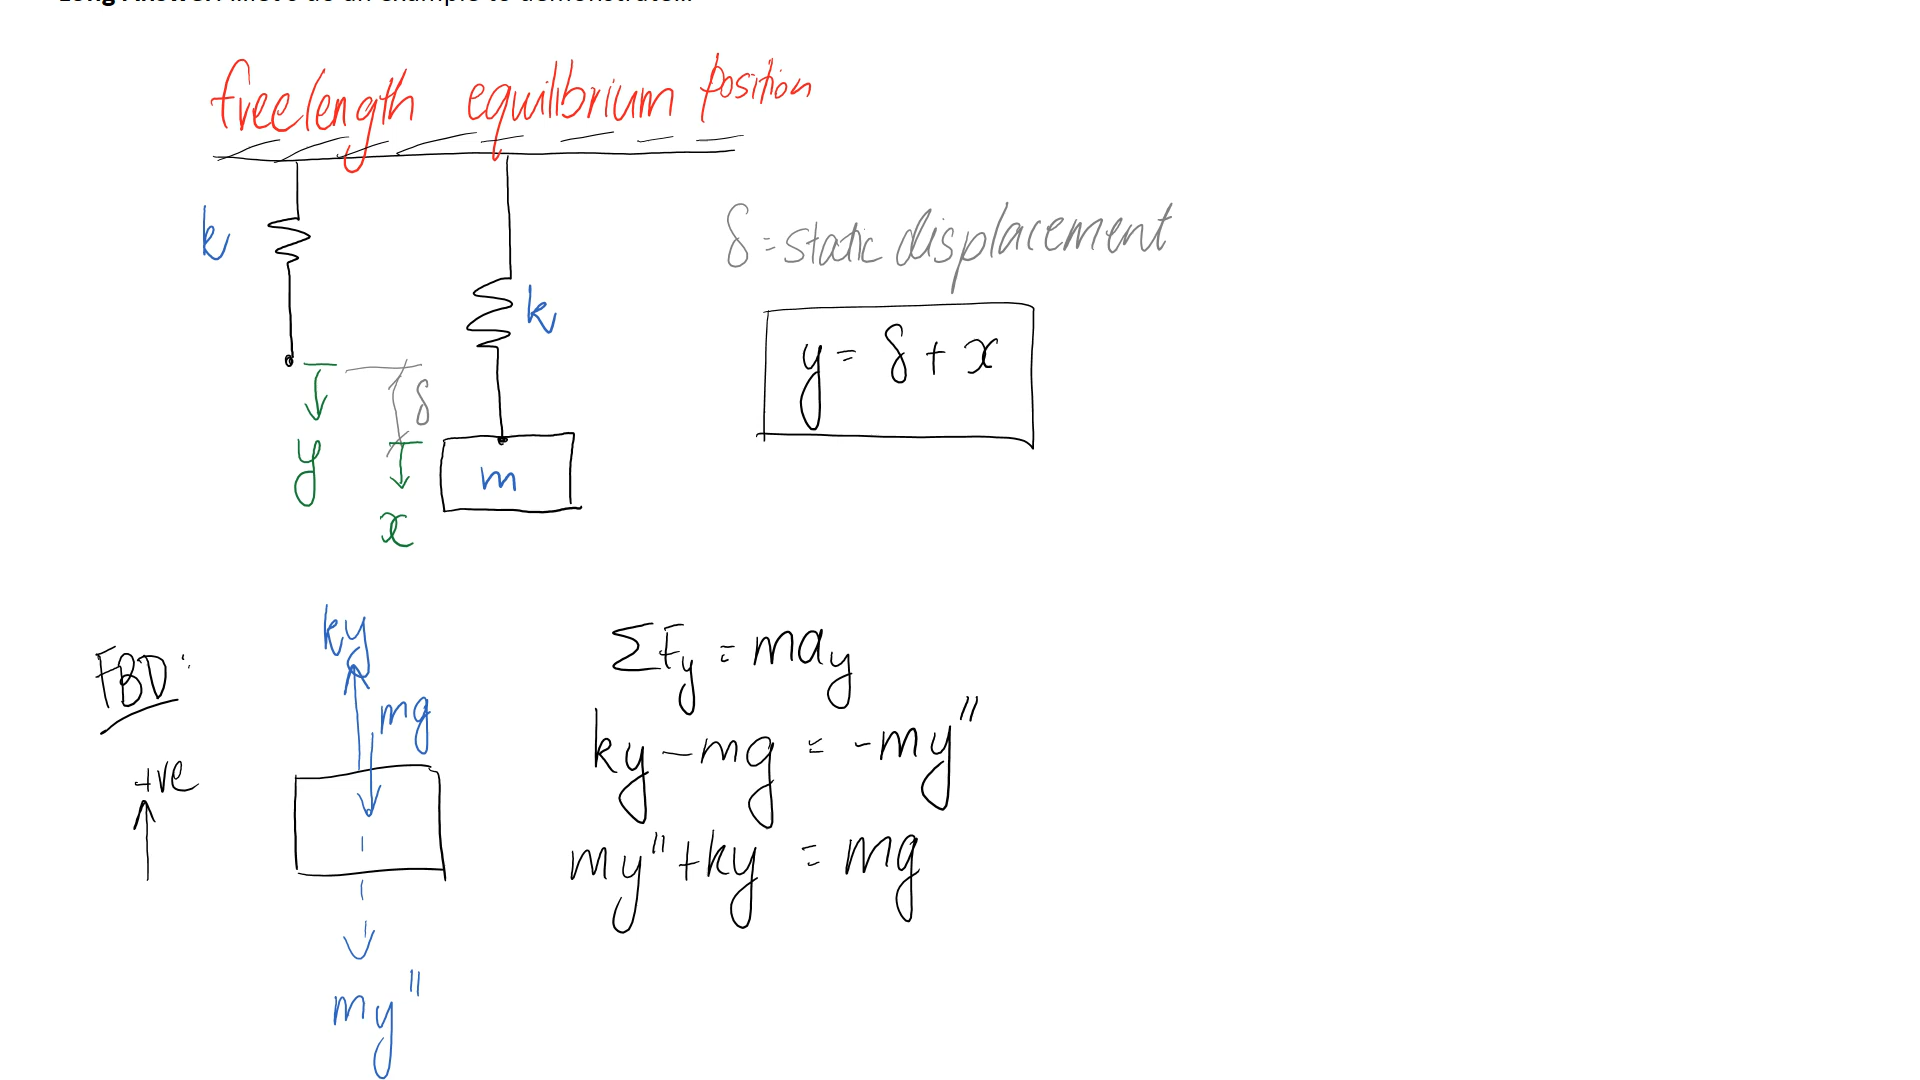 free length equilibrium position
k
δ = static displacement
k
y = δ + x
δ
y
m
x
ky
FBD:
ΣFy = may
mg
+ve
ky - mg = -my"
my" + ky = mg
my"